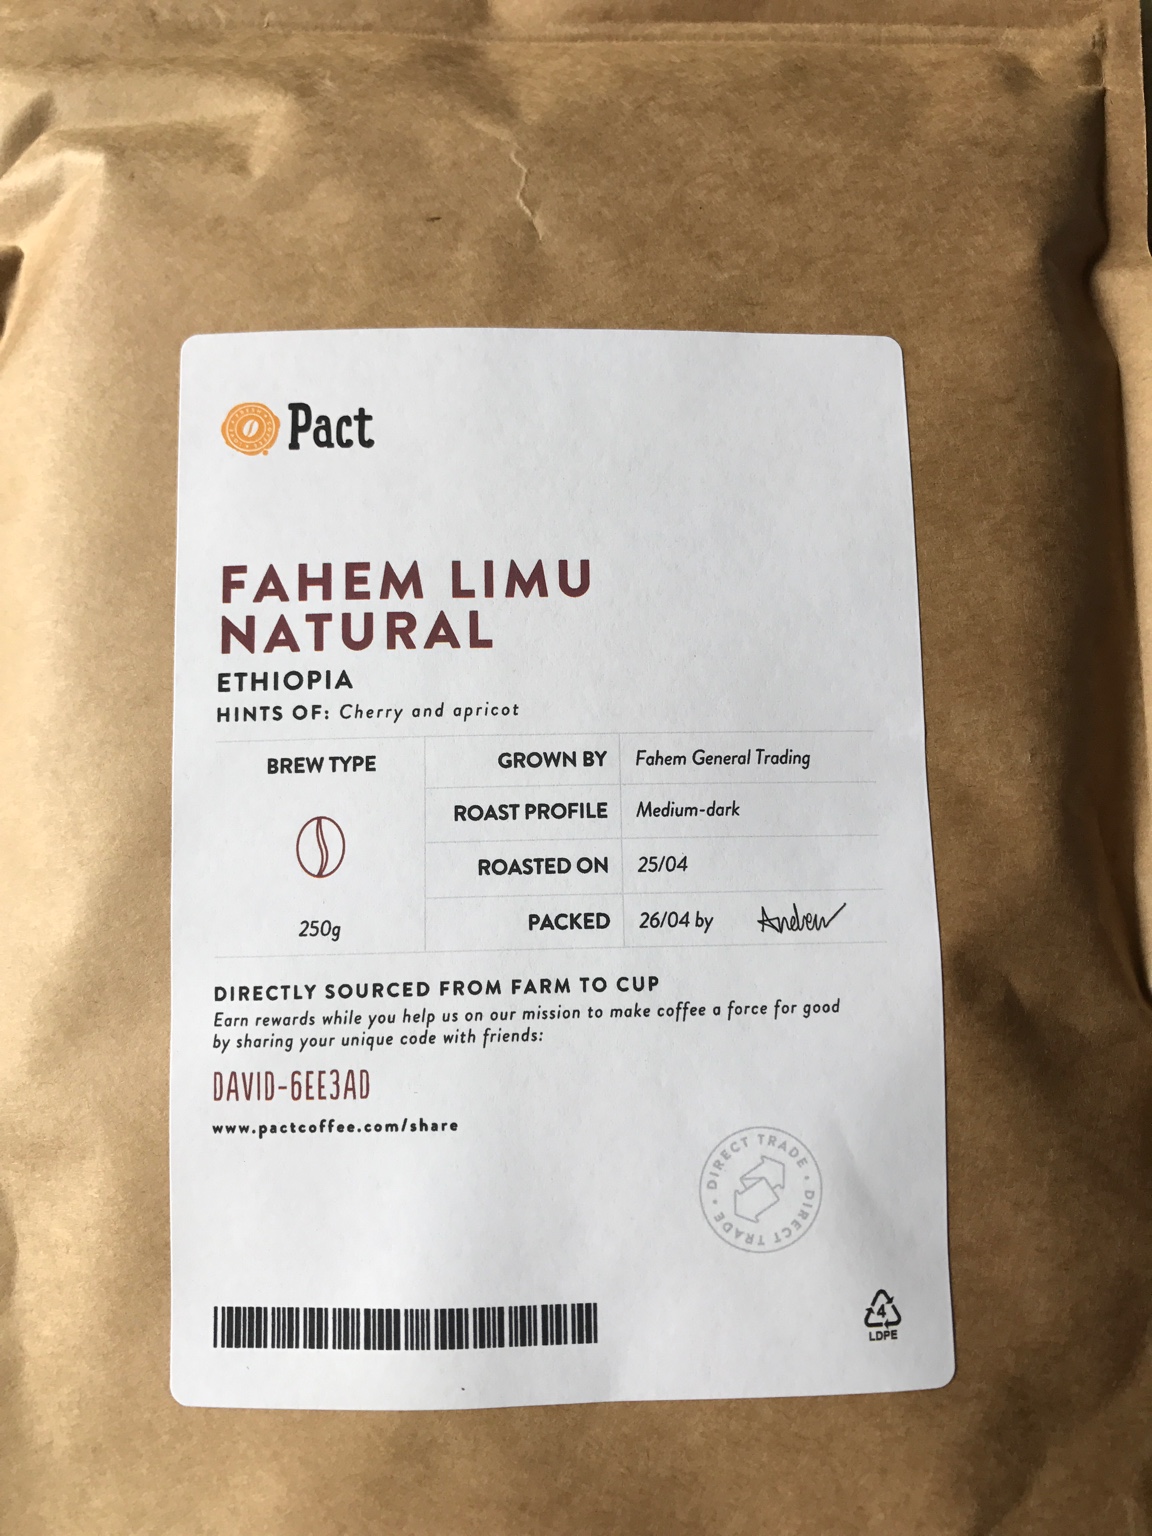 Pact
FAHEM LIMU
NATURAL
ETHIOPIA
HINTS OF: Cherry and apricot
BREW TYPE
250g
GROWN BY Fahem General Trading
ROAST PROFILE Medium-dark
ROASTED ON 25/04
PACKED 26/04 by Andrew
DIRECTLY SOURCED FROM FARM TO CUP
Earn rewards while you help us on our mission to make coffee a force for good
by sharing your unique code with friends:
DAVID-6EE3AD
www.pactcoffee.com/share
DIRECT TRADE • DIRECT TRADE •
4
LDPE